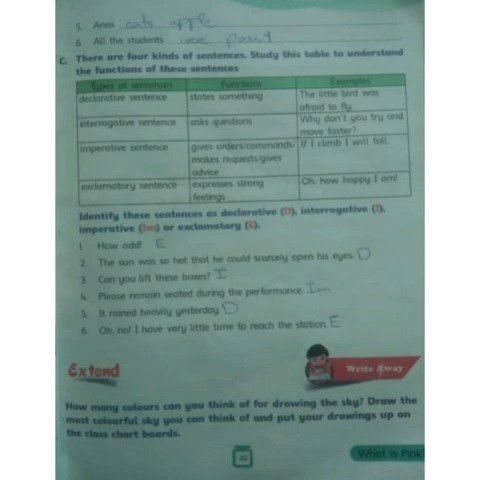 5. Anas eats apple
6. All the students were
C. There are four kinds of sentences. Study this table to understand
the functions of these sentences
Types of sentences Functions Examples
declarative sentence states something The little bird was
afraid to fly.
interrogative sentence asks questions Why don't you try and
move faster?
imperative sentence gives orders/commands/ If I climb I will fall.
makes requests/gives
advice
exclamatory sentence expresses strong Oh, how happy I am!
feelings
Identify these sentences as declarative (D), interrogative (I),
imperative (Im) or exclamatory (E).
1. How odd! E
2. The sun was so hot that he could scarcely open his eyes. D
3. Can you lift these boxes? I
4. Please remain seated during the performance. Im
5. It rained heavily yesterday. D
6. Oh, no! I have very little time to reach the station. E
Extend
Write Away
How many colours can you think of for drawing the sky? Draw the
most colourful sky you can think of and put your drawings up on
the class chart boards.
43
What is Pink